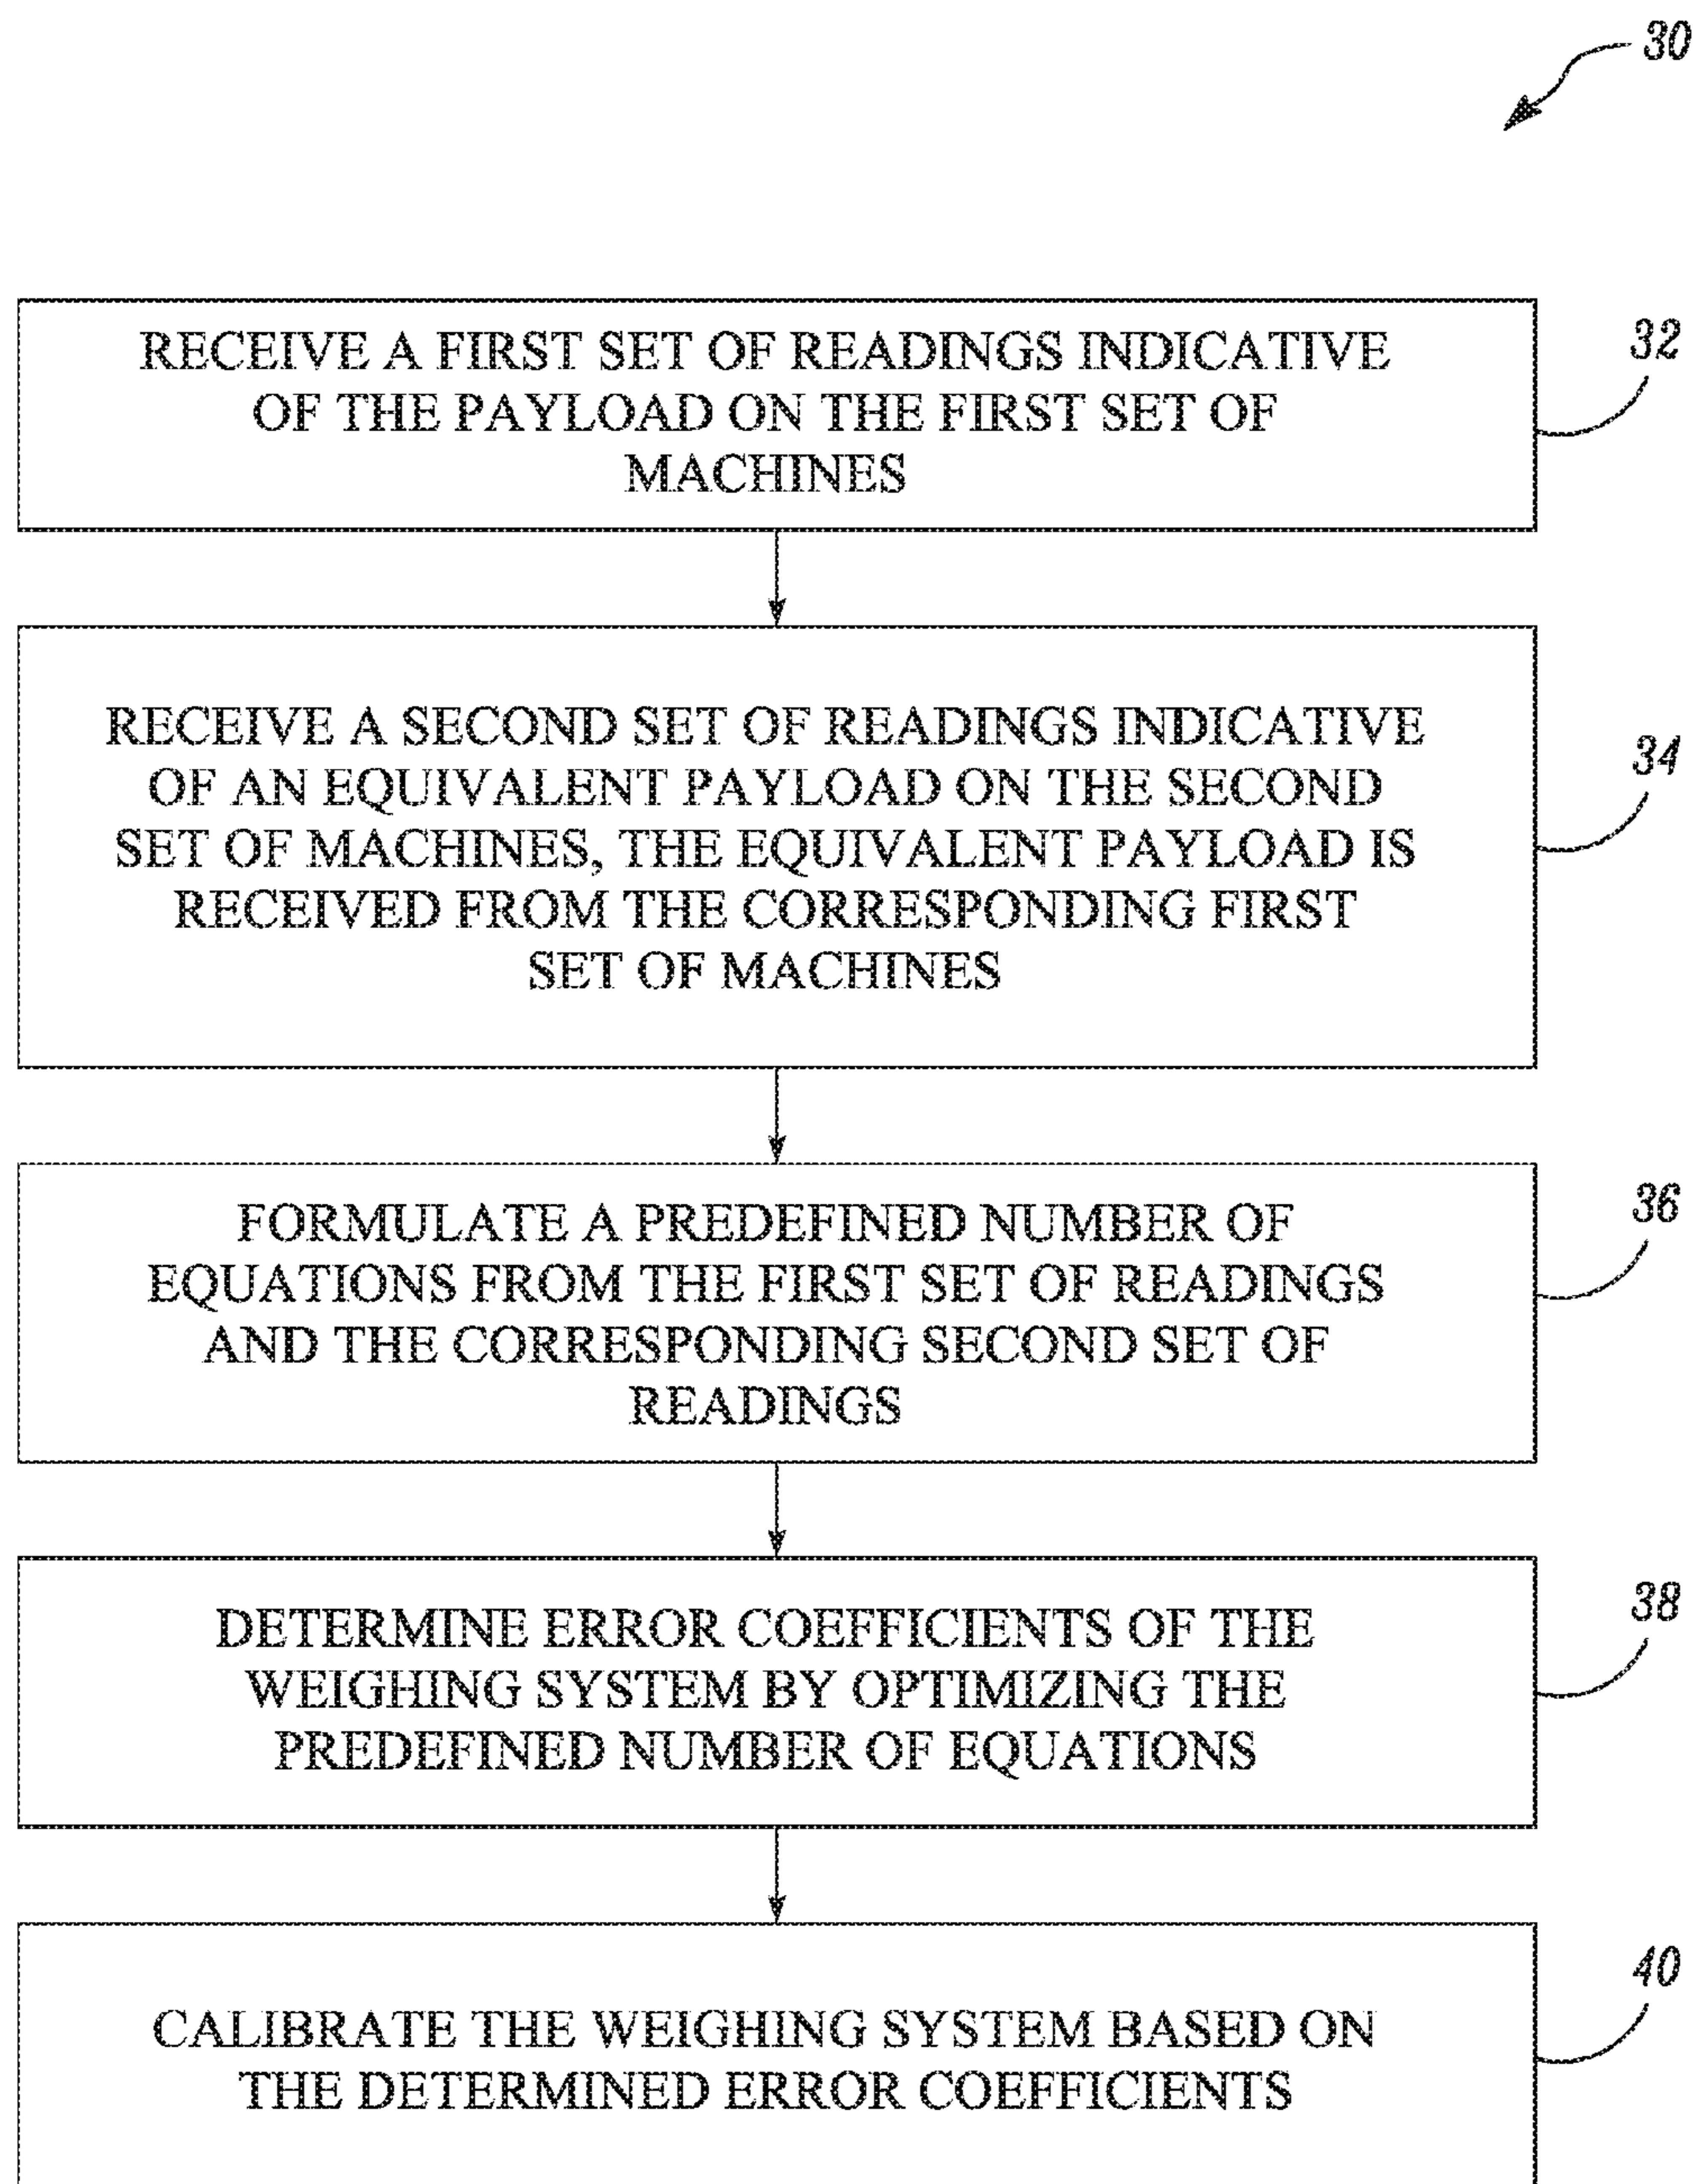 30
RECEIVE A FIRST SET OF READINGS INDICATIVE
OF THE PAYLOAD ON THE FIRST SET OF
MACHINES
32
RECEIVE A SECOND SET OF READINGS INDICATIVE
OF AN EQUIVALENT PAYLOAD ON THE SECOND
SET OF MACHINES, THE EQUIVALENT PAYLOAD IS
RECEIVED FROM THE CORRESPONDING FIRST
SET OF MACHINES
34
FORMULATE A PREDEFINED NUMBER OF
EQUATIONS FROM THE FIRST SET OF READINGS
AND THE CORRESPONDING SECOND SET OF
READINGS
36
DETERMINE ERROR COEFFICIENTS OF THE
WEIGHING SYSTEM BY OPTIMIZING THE
PREDEFINED NUMBER OF EQUATIONS
38
CALIBRATE THE WEIGHING SYSTEM BASED ON
THE DETERMINED ERROR COEFFICIENTS
40